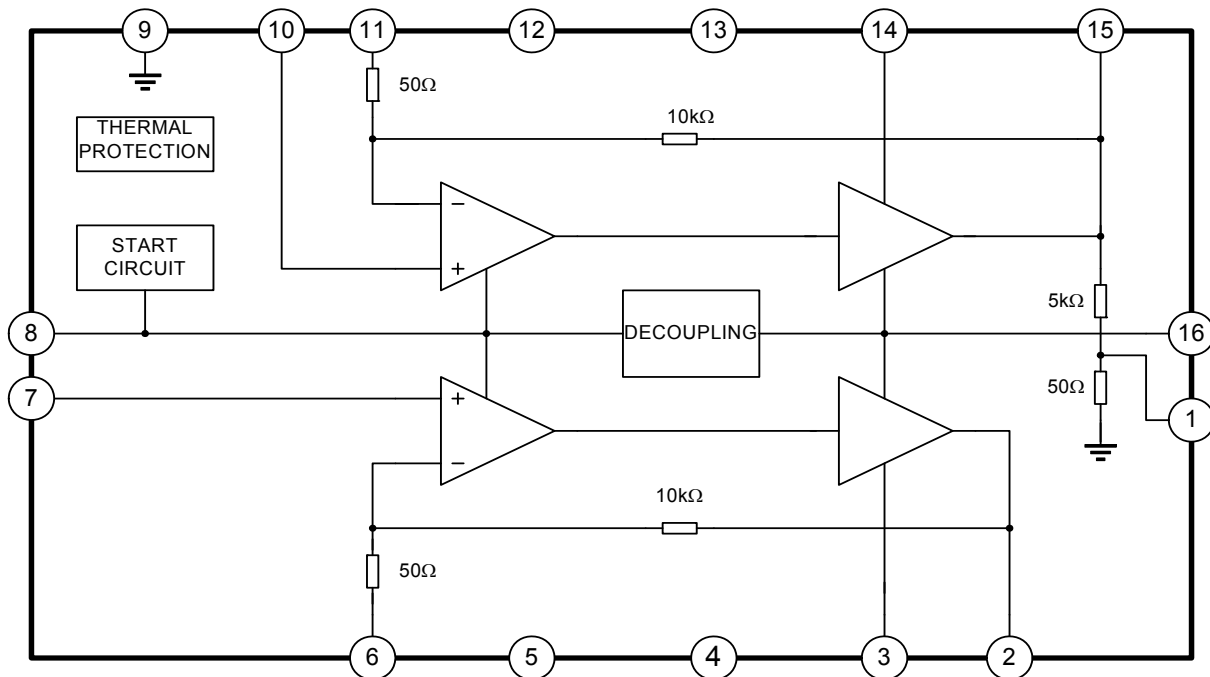 9
10
11
12
13
14
15
50Ω
10kΩ
THERMAL
PROTECTION
−
START
CIRCUIT
+
5kΩ
8
DECOUPLING
16
7
+
50Ω
1
−
10kΩ
50Ω
6
5
4
3
2